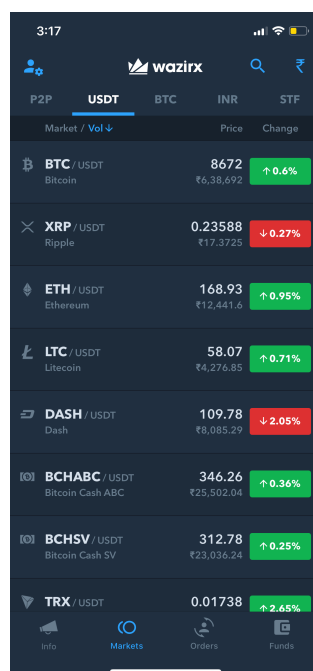 3:17
wazirx
₹
P2P USDT BTC INR STF
Market / Vol ↓ Price Change
BTC / USDT 8672 ↑ 0.6%
Bitcoin ₹6,38,692
XRP / USDT 0.23588 ↓ 0.27%
Ripple ₹17.3725
ETH / USDT 168.93 ↑ 0.95%
Ethereum ₹12,441.6
LTC / USDT 58.07 ↑ 0.71%
Litecoin ₹4,276.85
DASH / USDT 109.78 ↓ 2.05%
Dash ₹8,085.29
BCHABC / USDT 346.26 ↑ 0.36%
Bitcoin Cash ABC ₹25,502.04
BCHSV / USDT 312.78 ↑ 0.25%
Bitcoin Cash SV ₹23,036.24
TRX / USDT 0.01738 ↑ 2.65%
Info Markets Orders Funds